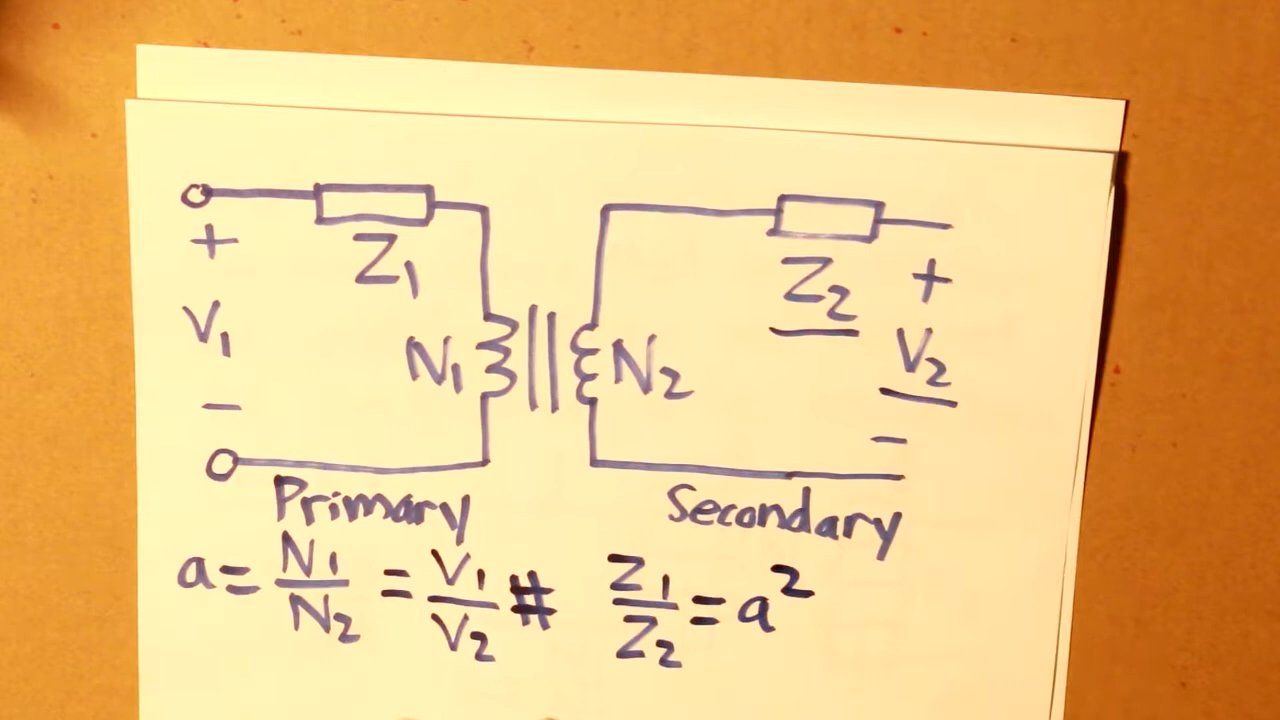 + Z₁ Z₂ +
V₁ N₁ N₂ V₂
− −
Primary Secondary
a = N₁/N₂ = V₁/V₂ # Z₁/Z₂ = a²